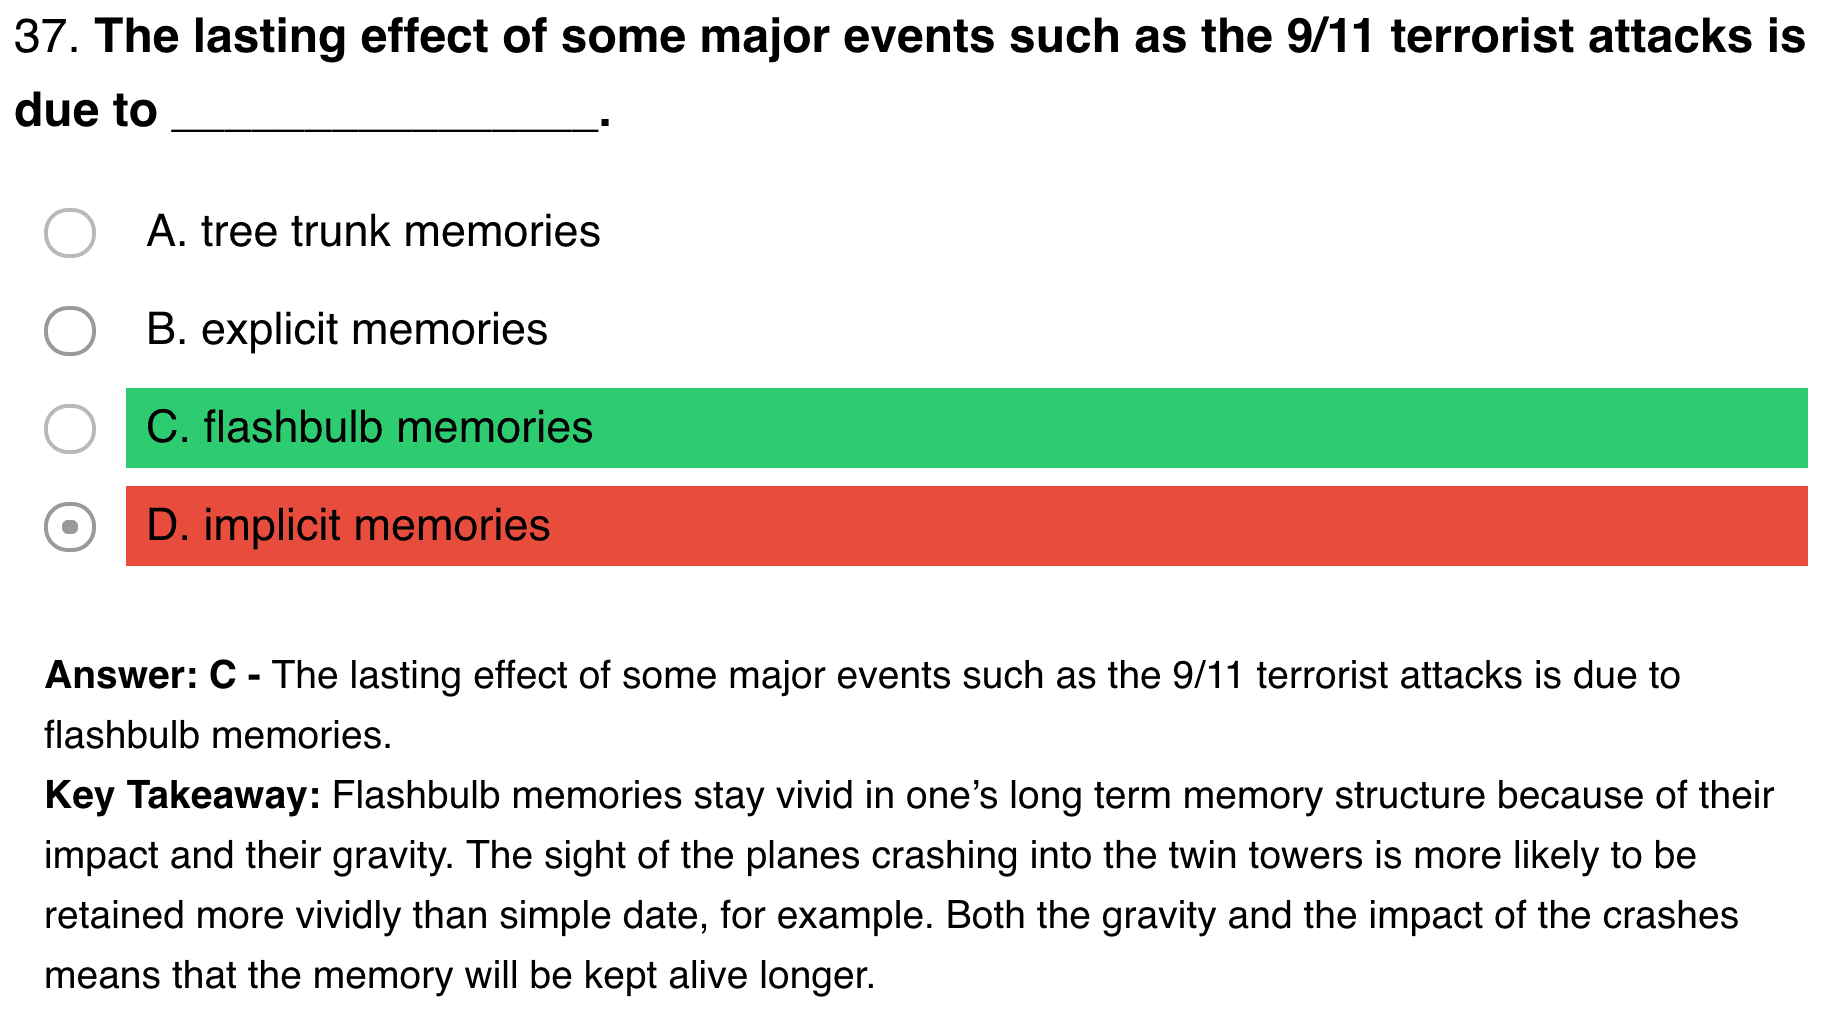 37. The lasting effect of some major events such as the 9/11 terrorist attacks is
due to ________________.
A. tree trunk memories
B. explicit memories
C. flashbulb memories
D. implicit memories
Answer: C - The lasting effect of some major events such as the 9/11 terrorist attacks is due to
flashbulb memories.
Key Takeaway: Flashbulb memories stay vivid in one’s long term memory structure because of their
impact and their gravity. The sight of the planes crashing into the twin towers is more likely to be
retained more vividly than simple date, for example. Both the gravity and the impact of the crashes
means that the memory will be kept alive longer.